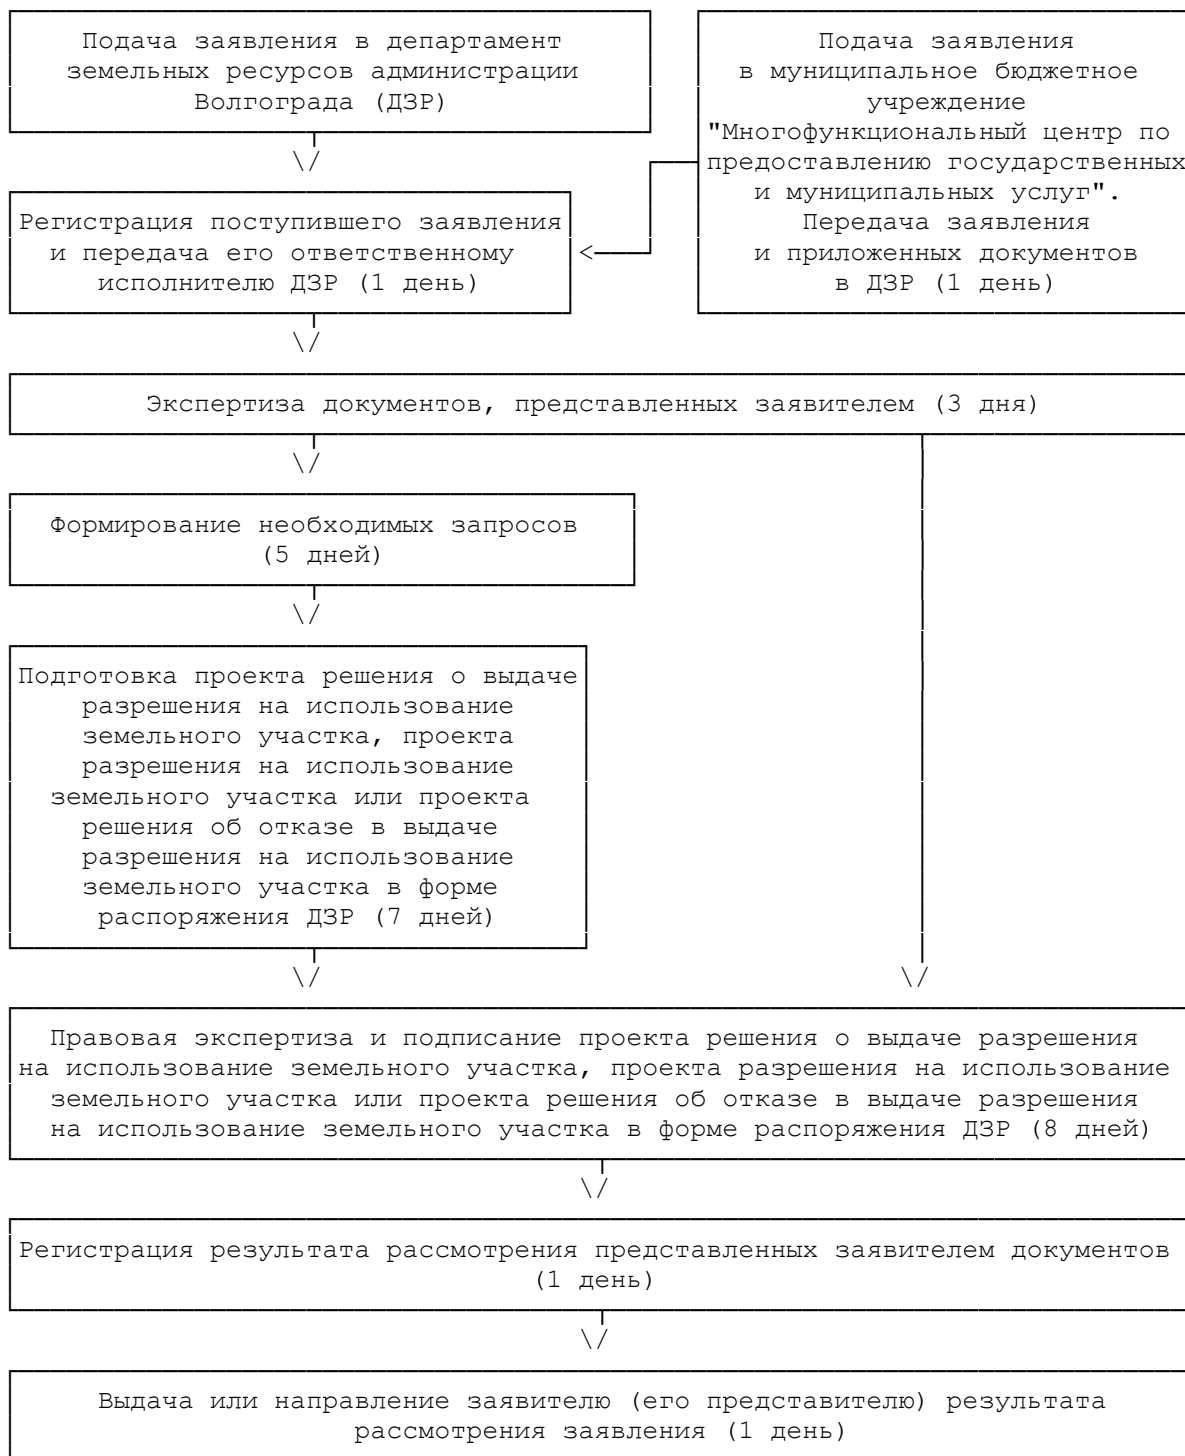 Подача заявления в департамент
земельных ресурсов администрации
Волгограда (ДЗР)
Подача заявления
в муниципальное бюджетное
учреждение
"Многофункциональный центр по
предоставлению государственных
и муниципальных услуг".
Передача заявления
и приложенных документов
в ДЗР (1 день)
Регистрация поступившего заявления
и передача его ответственному
исполнителю ДЗР (1 день)
Экспертиза документов, представленных заявителем (3 дня)
Формирование необходимых запросов
(5 дней)
Подготовка проекта решения о выдаче
разрешения на использование
земельного участка, проекта
разрешения на использование
земельного участка или проекта
решения об отказе в выдаче
разрешения на использование
земельного участка в форме
распоряжения ДЗР (7 дней)
Правовая экспертиза и подписание проекта решения о выдаче разрешения
на использование земельного участка, проекта разрешения на использование
земельного участка или проекта решения об отказе в выдаче разрешения
на использование земельного участка в форме распоряжения ДЗР (8 дней)
Регистрация результата рассмотрения представленных заявителем документов
(1 день)
Выдача или направление заявителю (его представителю) результата
рассмотрения заявления (1 день)